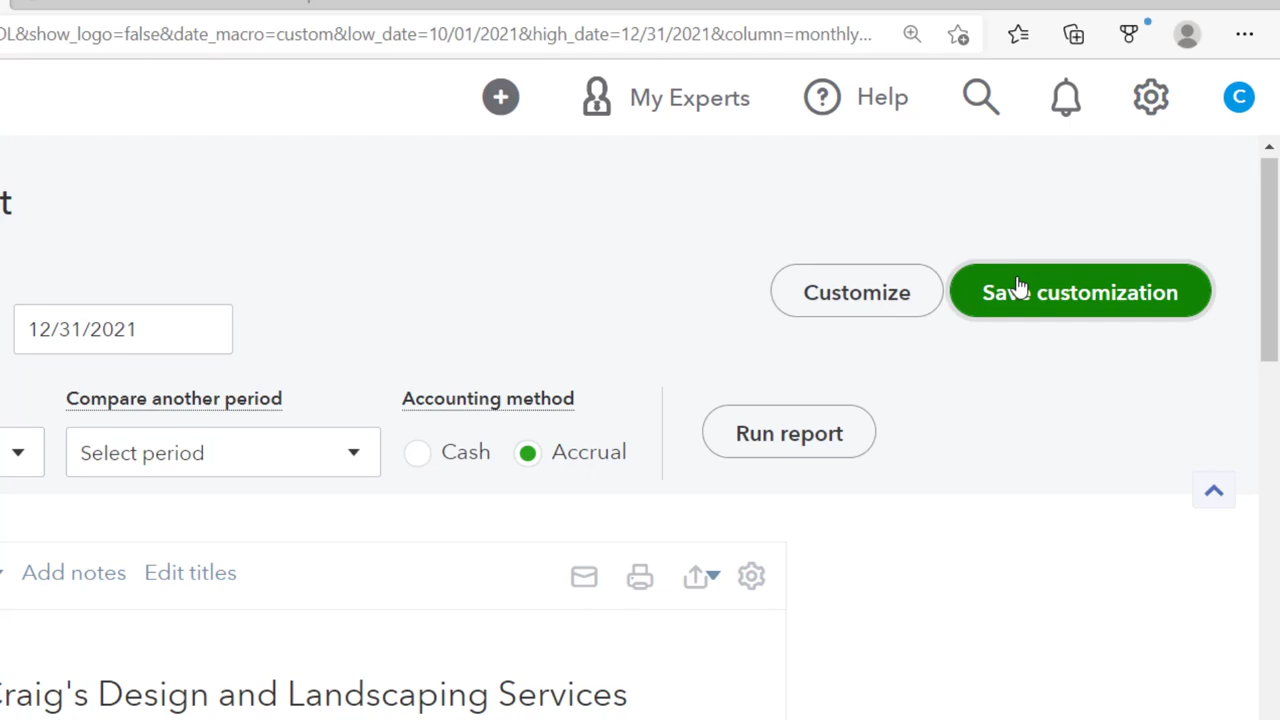 OL&show_logo=false&date_macro=custom&low_date=10/01/2021&high_date=12/31/2021&column=monthly...
My Experts
Help
C
t
Customize
Save customization
12/31/2021
Compare another period
Accounting method
Select period
Cash
Accrual
Run report
Add notes
Edit titles
Craig's Design and Landscaping Services